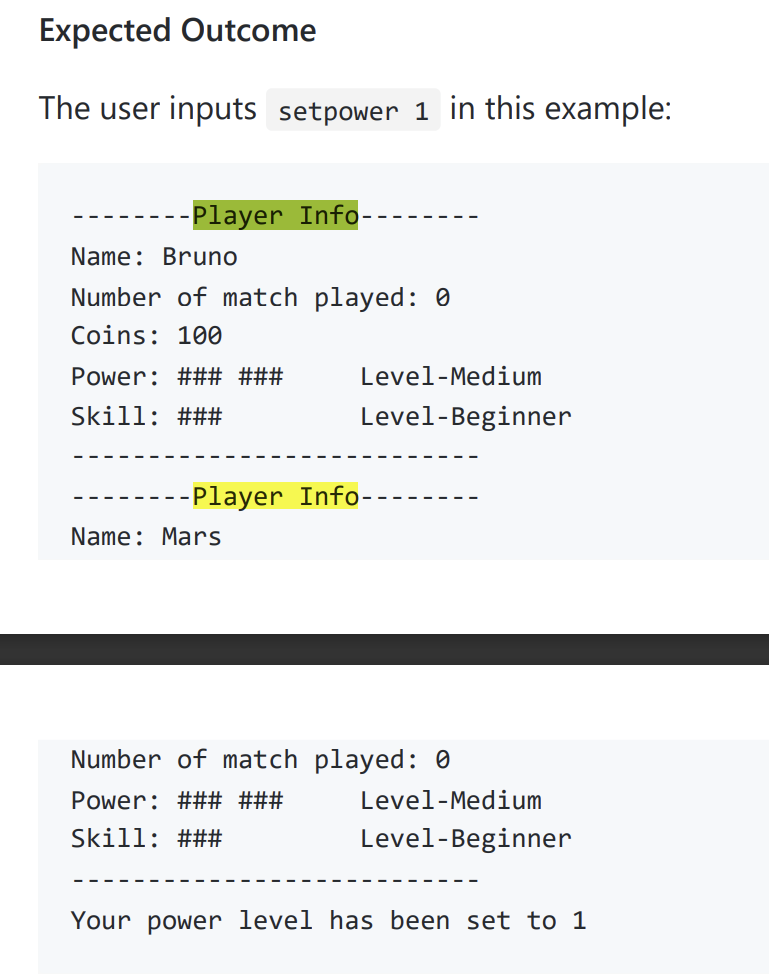 Expected Outcome
The user inputs setpower 1 in this example:
--------Player Info--------
Name: Bruno
Number of match played: 0
Coins: 100
Power: ### ###     Level-Medium
Skill: ###         Level-Beginner
---------------------------
--------Player Info--------
Name: Mars
Number of match played: 0
Power: ### ###     Level-Medium
Skill: ###         Level-Beginner
---------------------------
Your power level has been set to 1